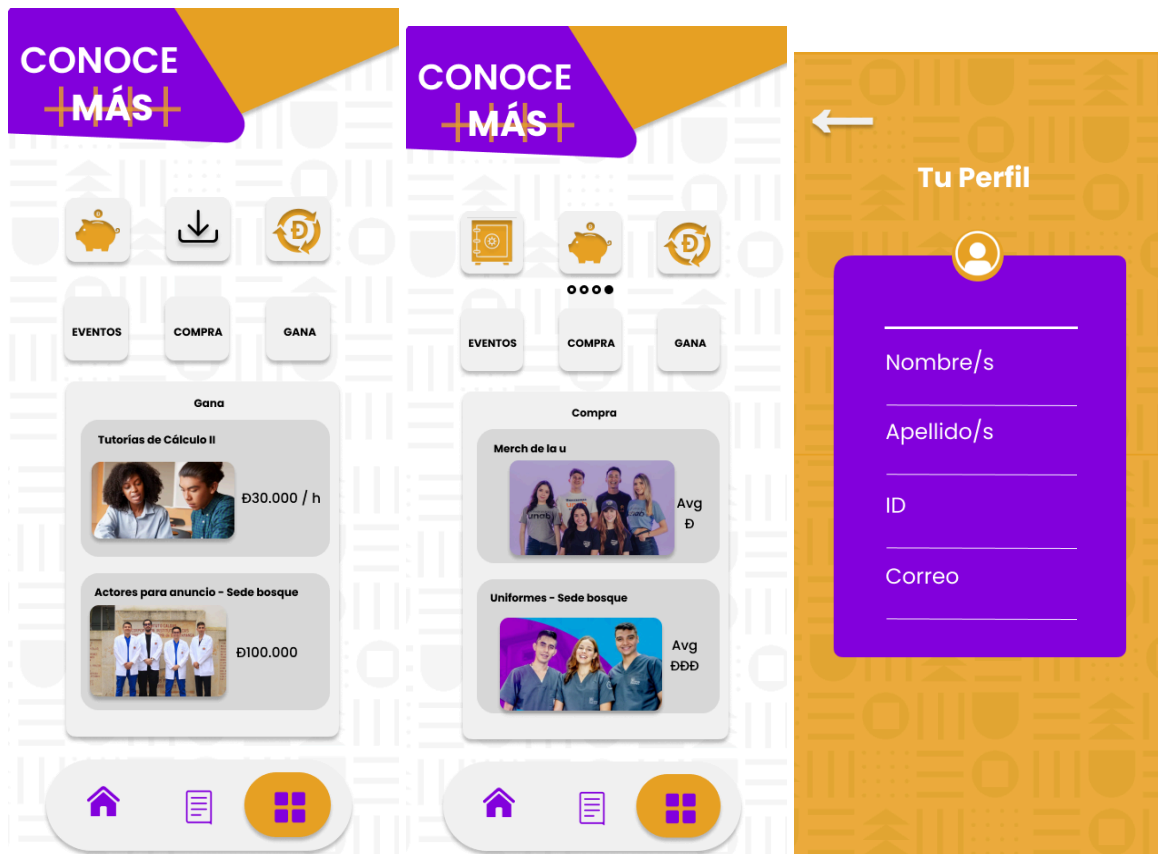 CONOCE
MÁS
Đ
EVENTOS
COMPRA
GANA
Gana
Tutorías de Cálculo II
Đ30.000 / h
Actores para anuncio - Sede bosque
Đ100.000
CONOCE
MÁS
Đ
EVENTOS
COMPRA
GANA
Compra
Merch de la u
unab
Avg
Đ
Uniformes - Sede bosque
Avg
ĐĐĐ
Tu Perfil
Nombre/s
Apellido/s
ID
Correo